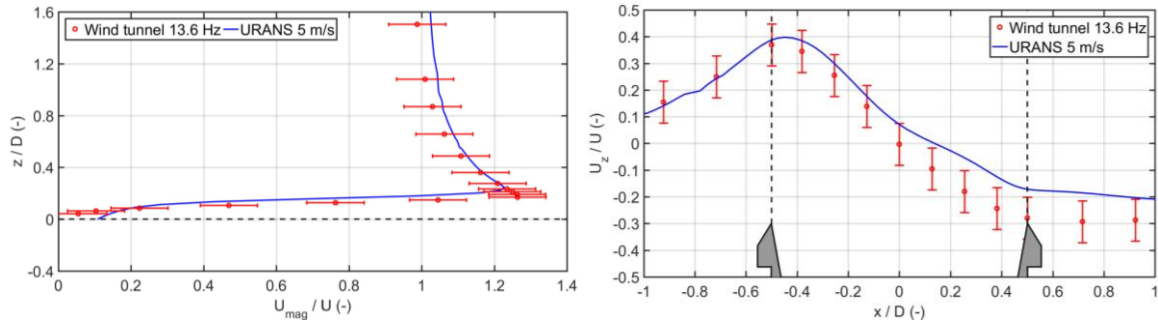 1.6
1.2
0.8
0.4
0
-0.4
z / D (-)
Wind tunnel 13.6 Hz
URANS 5 m/s
0 0.2 0.4 0.6 0.8 1 1.2 1.4
U_mag / U (-)
0.5
0.4
0.3
0.2
0.1
0
-0.1
-0.2
-0.3
-0.4
-0.5
U_z / U (-)
Wind tunnel 13.6 Hz
URANS 5 m/s
-1 -0.8 -0.6 -0.4 -0.2 0 0.2 0.4 0.6 0.8 1
x / D (-)